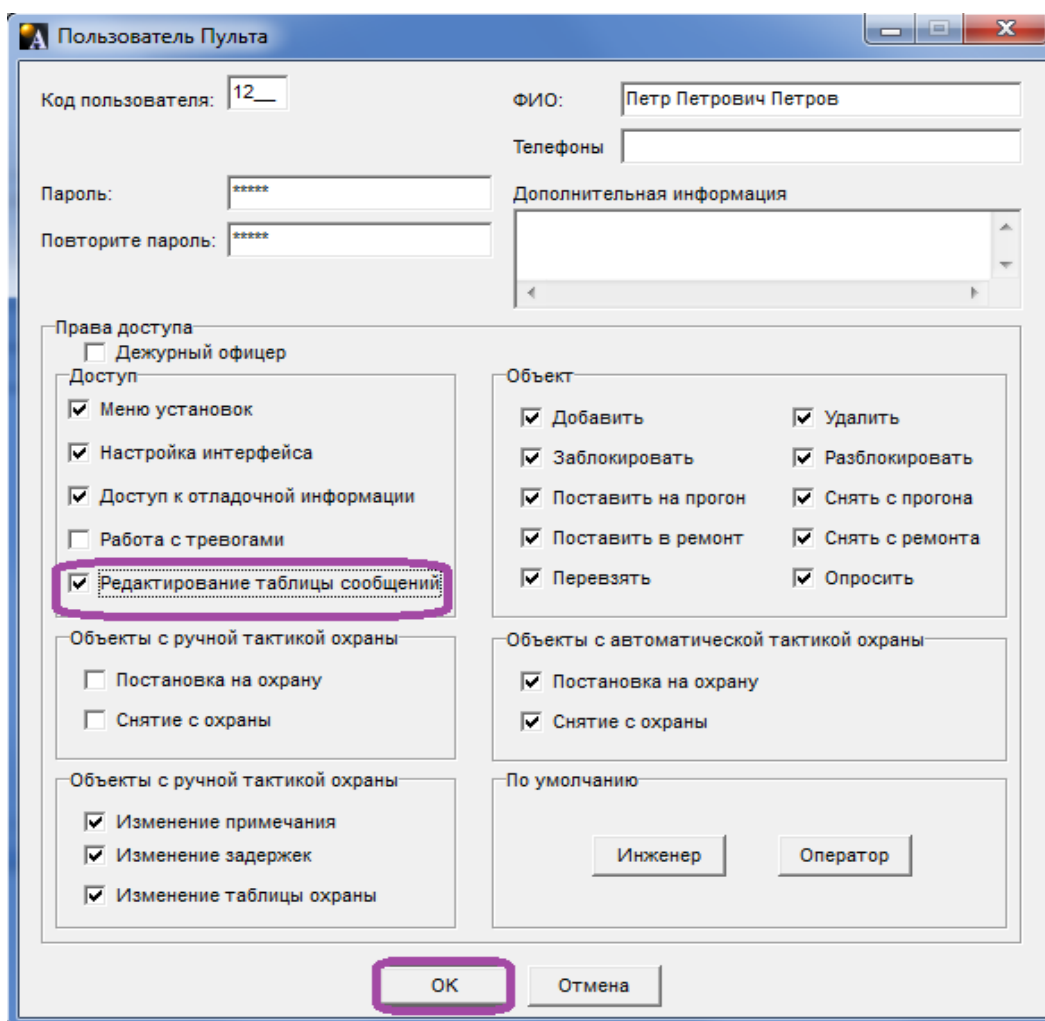 Пользователь Пульта
Код пользователя: 12__
ФИО: Петр Петрович Петров
Телефоны
Пароль: *****
Дополнительная информация
Повторите пароль: *****
Права доступа
Дежурный офицер
Доступ
Меню установок
Настройка интерфейса
Доступ к отладочной информации
Работа с тревогами
Редактирование таблицы сообщений
Объект
Добавить Удалить
Заблокировать Разблокировать
Поставить на прогон Снять с прогона
Поставить в ремонт Снять с ремонта
Перевзять Опросить
Объекты с ручной тактикой охраны
Постановка на охрану
Снятие с охраны
Объекты с автоматической тактикой охраны
Постановка на охрану
Снятие с охраны
Объекты с ручной тактикой охраны
Изменение примечания
Изменение задержек
Изменение таблицы охраны
По умолчанию
Инженер Оператор
OK Отмена